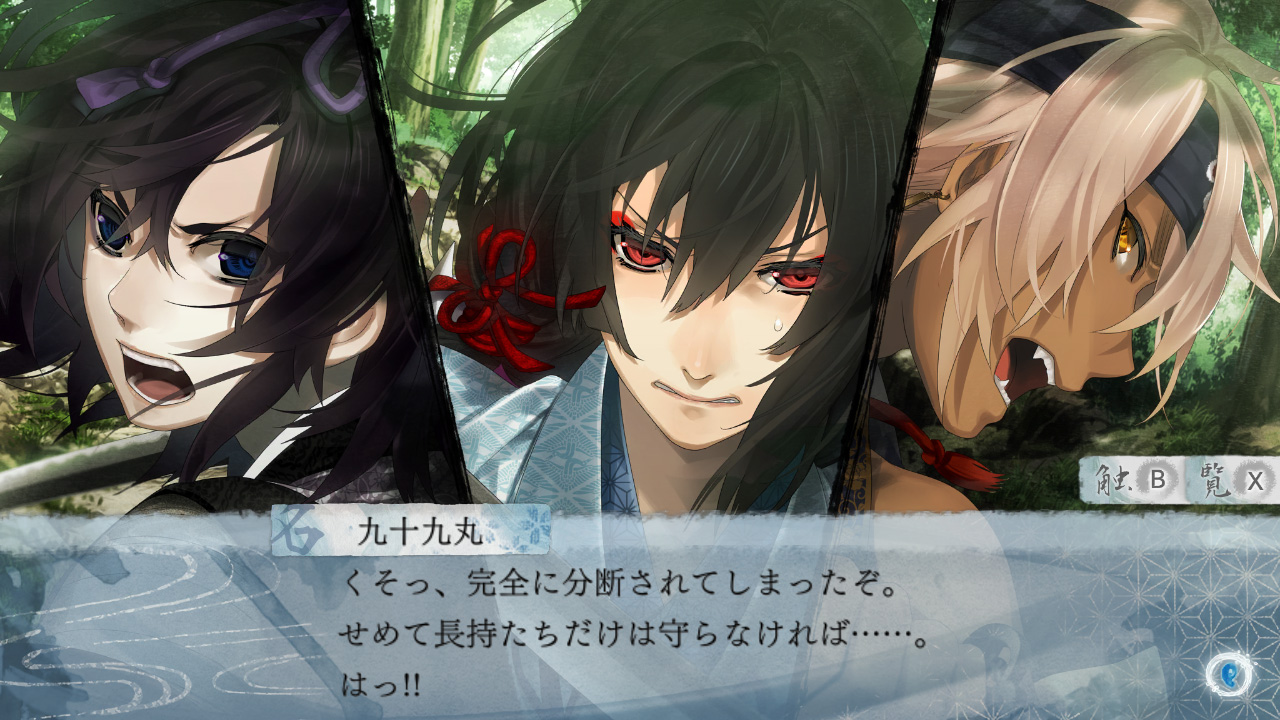 触 B 覧 X
名 九十九丸
くそっ、完全に分断されてしまったぞ。
せめて長持たちだけは守らなければ……。
はっ!!